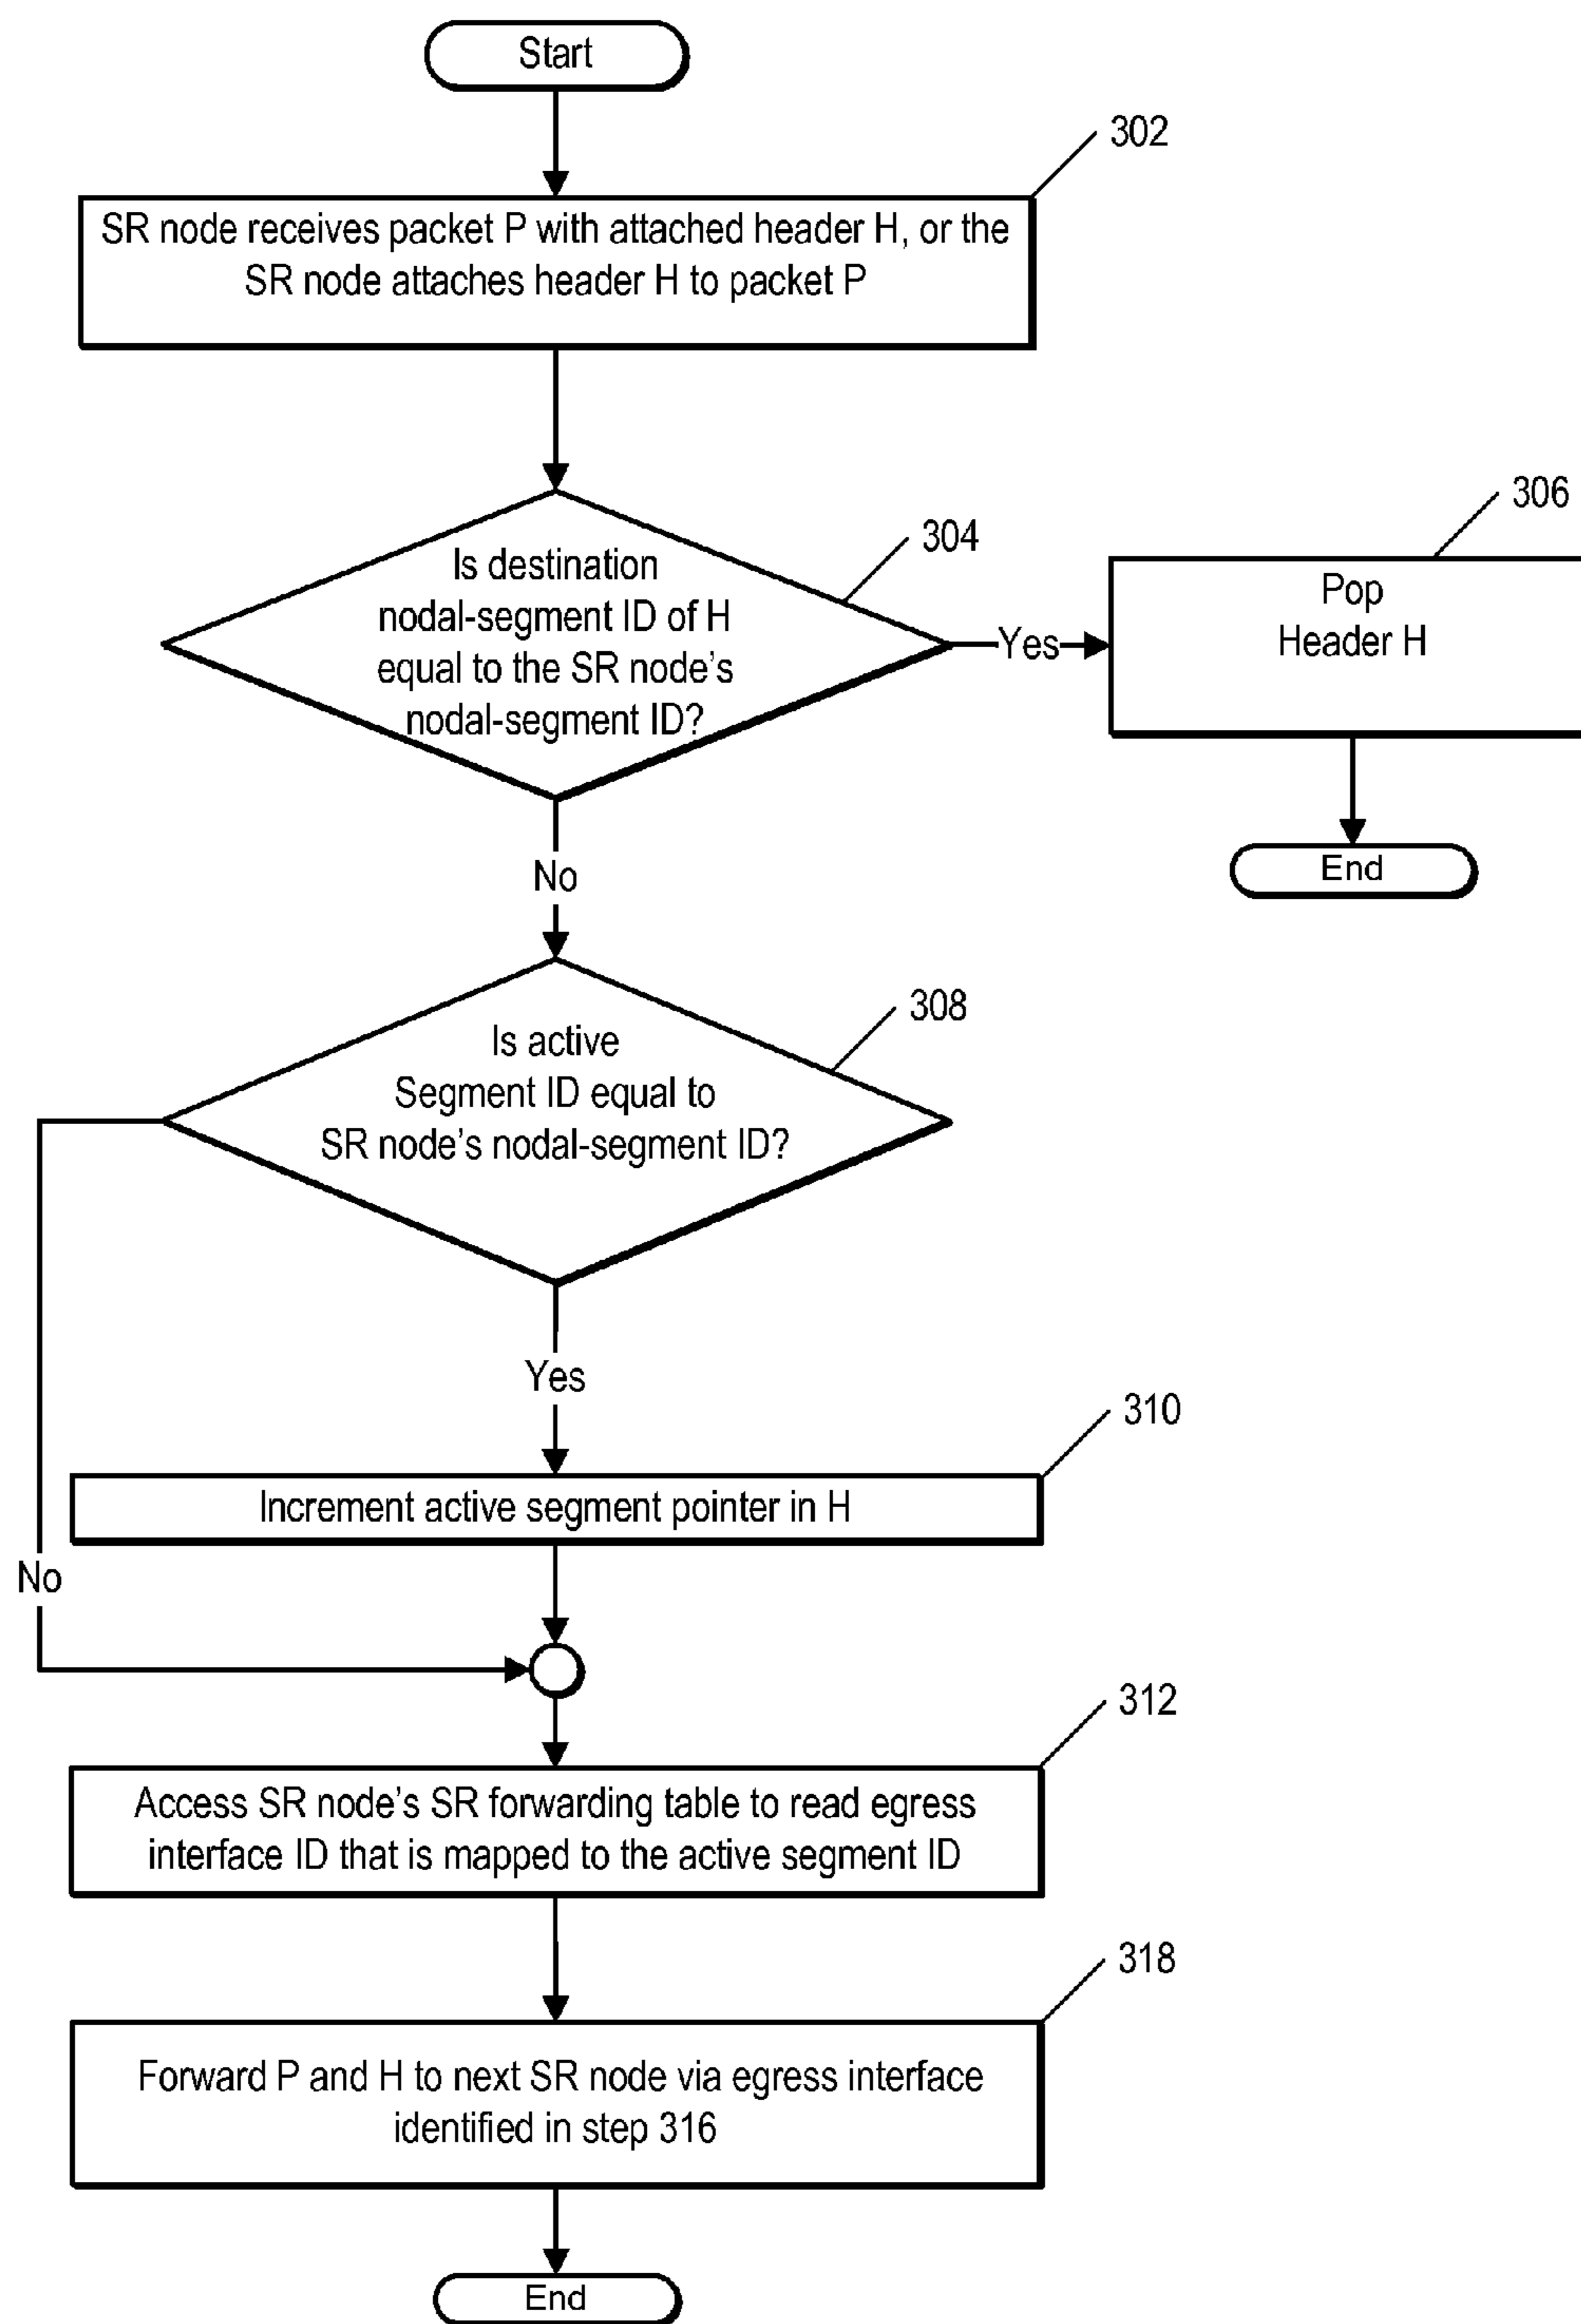 Start
302
SR node receives packet P with attached header H, or the
SR node attaches header H to packet P
304
Is destination
nodal-segment ID of H
equal to the SR node's
nodal-segment ID?
Yes
306
Pop
Header H
End
No
308
Is active
Segment ID equal to
SR node's nodal-segment ID?
Yes
310
Increment active segment pointer in H
No
312
Access SR node's SR forwarding table to read egress
interface ID that is mapped to the active segment ID
318
Forward P and H to next SR node via egress interface
identified in step 316
End